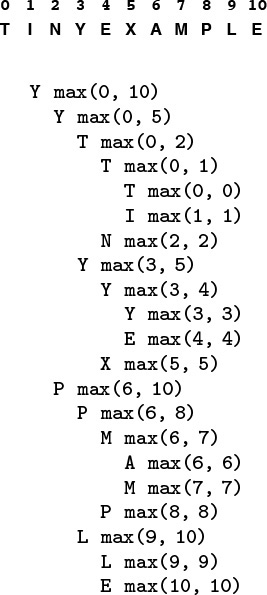 0 1 2 3 4 5 6 7 8 9 10
T I N Y E X A M P L E
Y max(0, 10)
Y max(0, 5)
T max(0, 2)
T max(0, 1)
T max(0, 0)
I max(1, 1)
N max(2, 2)
Y max(3, 5)
Y max(3, 4)
Y max(3, 3)
E max(4, 4)
X max(5, 5)
P max(6, 10)
P max(6, 8)
M max(6, 7)
A max(6, 6)
M max(7, 7)
P max(8, 8)
L max(9, 10)
L max(9, 9)
E max(10, 10)